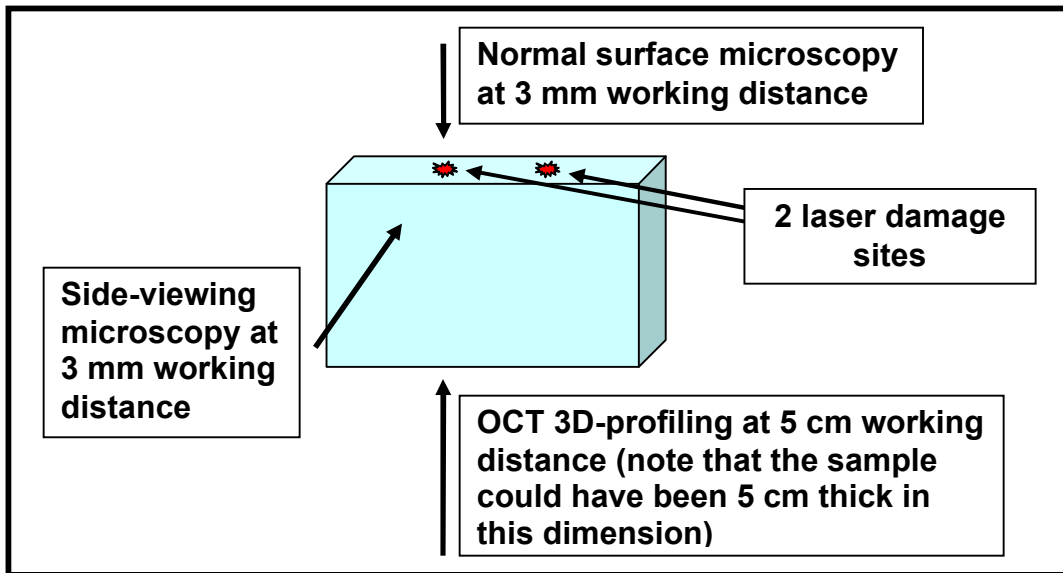 Normal surface microscopy
at 3 mm working distance
2 laser damage
sites
Side-viewing
microscopy at
3 mm working
distance
OCT 3D-profiling at 5 cm working
distance (note that the sample
could have been 5 cm thick in
this dimension)